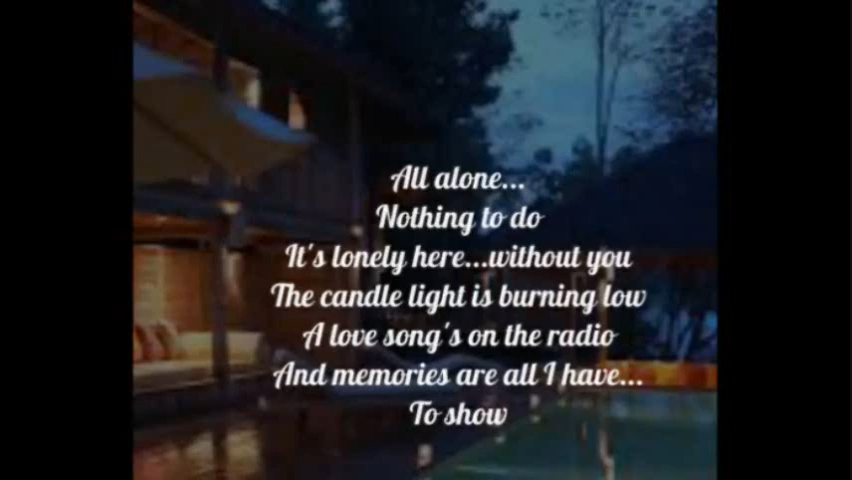 All alone...
Nothing to do
It's lonely here...without you
The candle light is burning low
A love song's on the radio
And memories are all I have...
To show